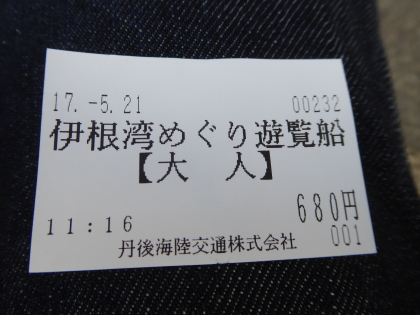 17.-5.21 00232
伊根湾めぐり遊覧船
【大 人】
680円
11:16 001
丹後海陸交通株式会社